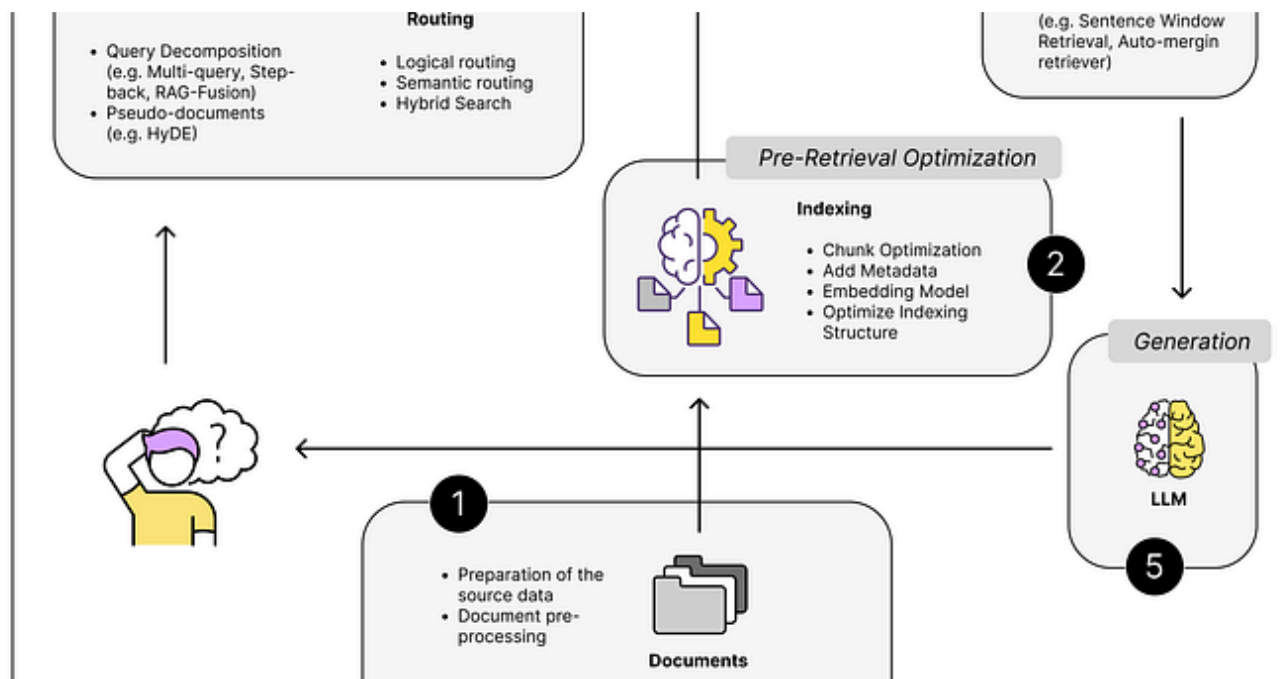 Routing
• Query Decomposition
(e.g. Multi-query, Step-
back, RAG-Fusion)
• Pseudo-documents
(e.g. HyDE)
• Logical routing
• Semantic routing
• Hybrid Search
(e.g. Sentence Window
Retrieval, Auto-mergin
retriever)
Pre-Retrieval Optimization
Indexing
• Chunk Optimization
• Add Metadata
• Embedding Model
• Optimize Indexing
Structure
2
Generation
LLM
5
?
1
• Preparation of the
source data
• Document pre-
processing
Documents